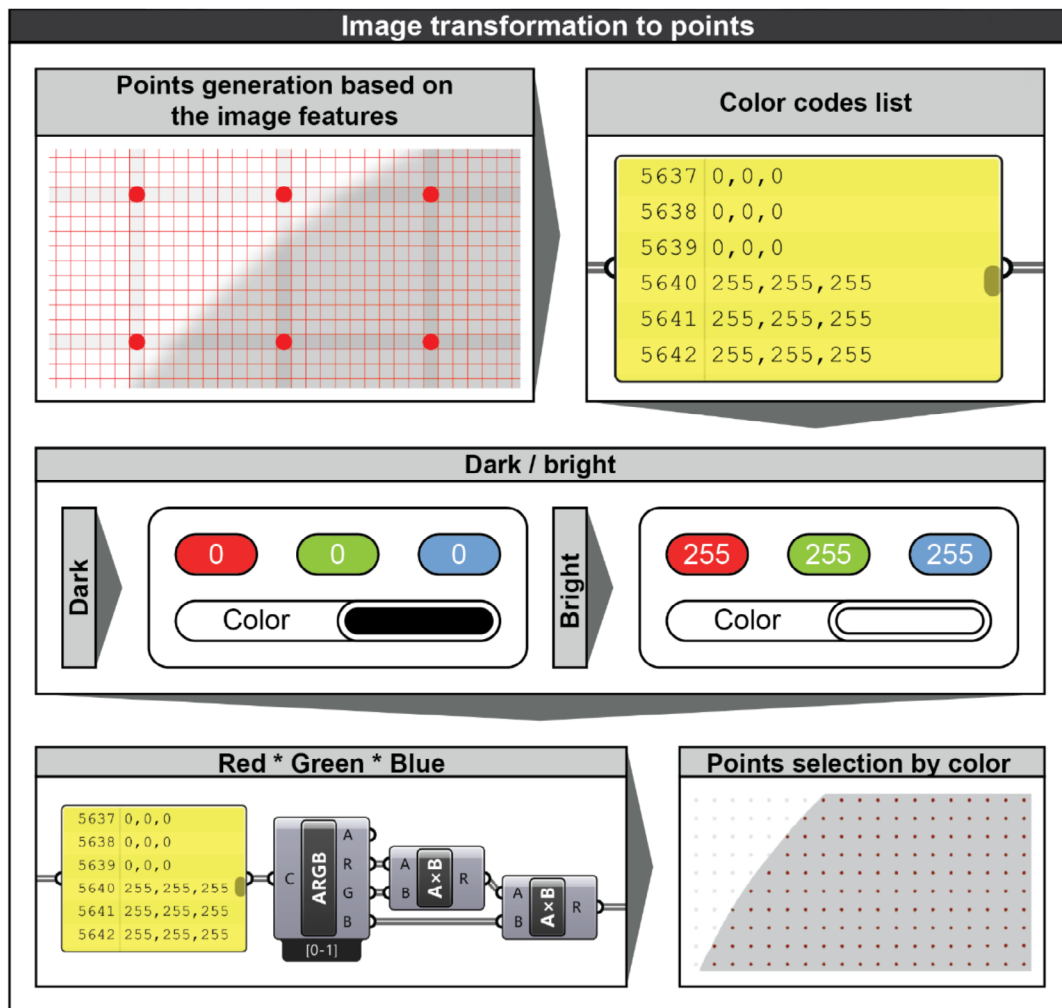 Image transformation to points
Points generation based on
the image features
Color codes list
5637 0,0,0
5638 0,0,0
5639 0,0,0
5640 255,255,255
5641 255,255,255
5642 255,255,255
Dark / bright
Dark
0 0 0
Color
Bright
255 255 255
Color
Red * Green * Blue
5637 0,0,0
5638 0,0,0
5639 0,0,0
5640 255,255,255
5641 255,255,255
5642 255,255,255
C ARGB A R G B
[0-1]
A B A×B R
A B A×B R
Points selection by color